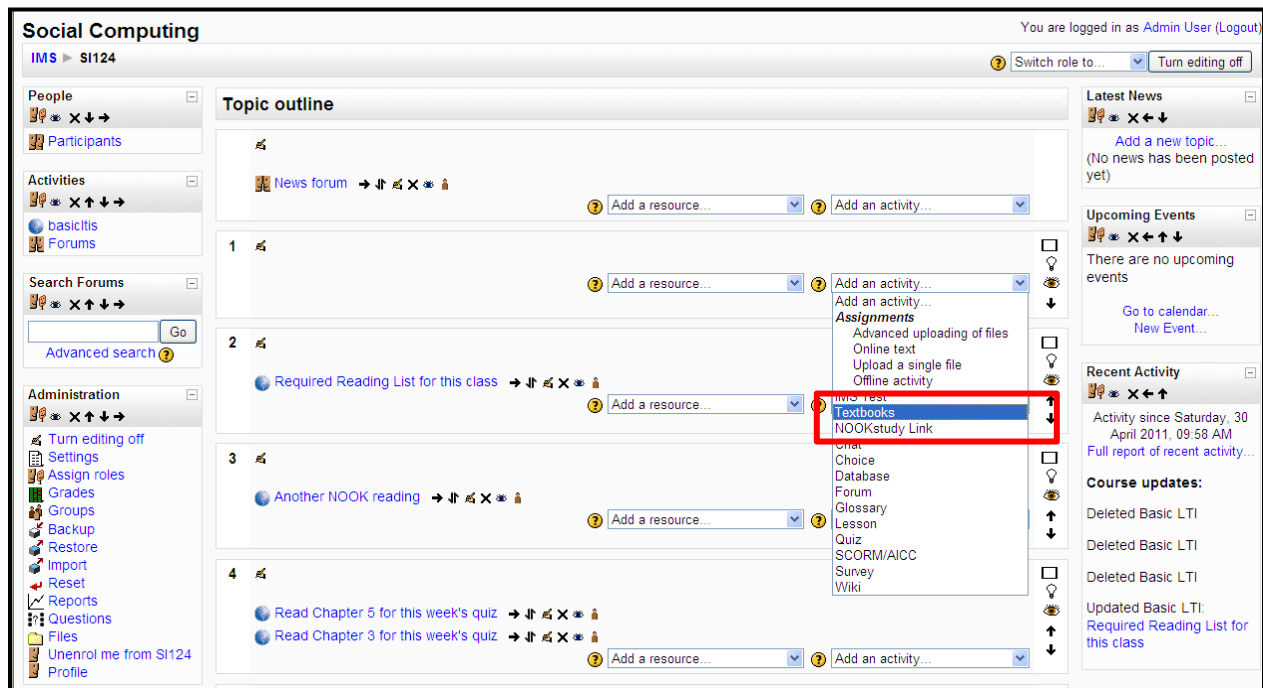 Social Computing
You are logged in as Admin User (Logout)
IMS ► SI124
Switch role to...
Turn editing off
People
Participants
Activities
basicltis
Forums
Search Forums
Go
Advanced search
Administration
Turn editing off
Settings
Assign roles
Grades
Groups
Backup
Restore
Import
Reset
Reports
Questions
Files
Unenrol me from SI124
Profile
Topic outline
News forum
Add a resource...
Add an activity...
1
Add a resource...
Add an activity...
Add an activity...
Assignments
Advanced uploading of files
Online text
Upload a single file
Offline activity
IMS Test
Textbooks
NOOKstudy Link
Chat
Choice
Database
Forum
Glossary
Lesson
Quiz
SCORM/AICC
Survey
Wiki
2
Required Reading List for this class
Add a resource...
3
Another NOOK reading
Add a resource...
4
Read Chapter 5 for this week's quiz
Read Chapter 3 for this week's quiz
Add a resource...
Add an activity...
Latest News
Add a new topic...
(No news has been posted
yet)
Upcoming Events
There are no upcoming
events
Go to calendar...
New Event...
Recent Activity
Activity since Saturday, 30
April 2011, 09:58 AM
Full report of recent activity...
Course updates:
Deleted Basic LTI
Deleted Basic LTI
Deleted Basic LTI
Updated Basic LTI:
Required Reading List for
this class